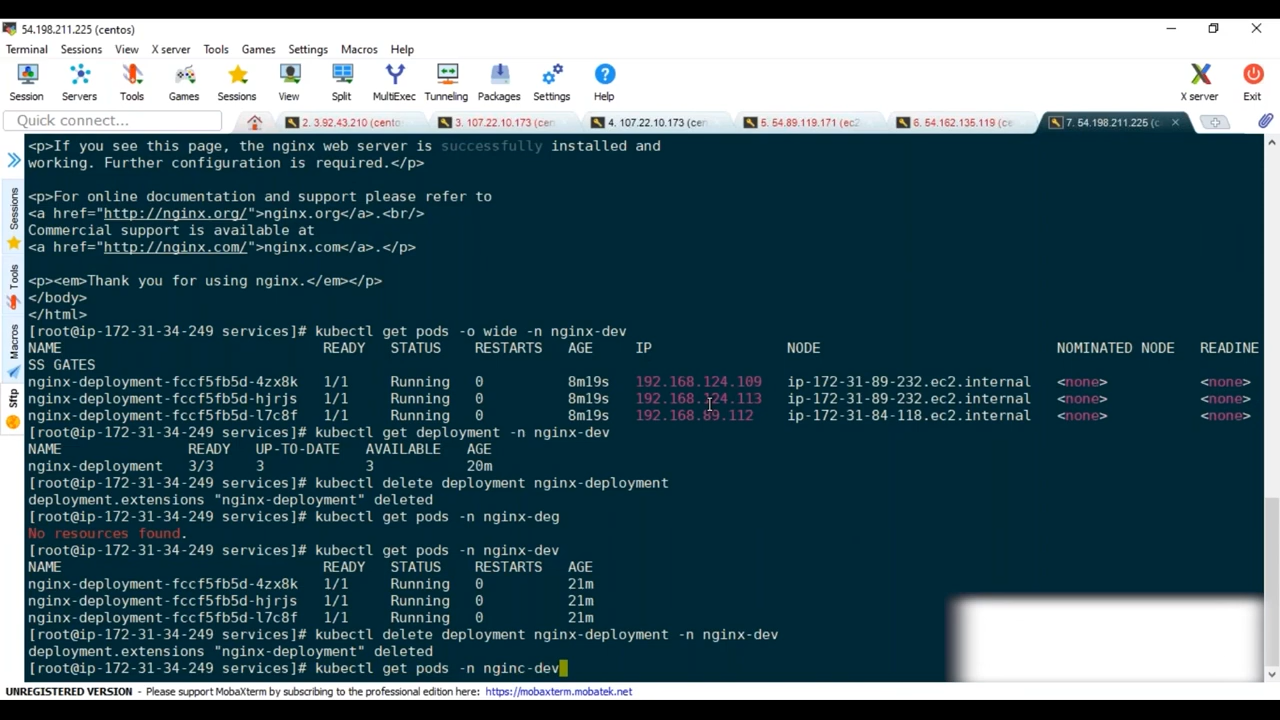 54.198.211.225 (centos)
Terminal Sessions View X server Tools Games Settings Macros Help
Session Servers Tools Games Sessions View Split MultiExec Tunneling Packages Settings Help X server Exit
Quick connect... 2. 3.92.43.210 (cento 3. 107.22.10.173 (cen 4. 107.22.10.173 (cen 5. 54.89.119.171 (ec2 6. 54.162.135.119 (ce 7. 54.198.211.225 (c
Sessions
Tools
Macros
Sftp
<p>If you see this page, the nginx web server is successfully installed and
working. Further configuration is required.</p>
<p>For online documentation and support please refer to
<a href="http://nginx.org/">nginx.org</a>.<br/>
Commercial support is available at
<a href="http://nginx.com/">nginx.com</a>.</p>
<p><em>Thank you for using nginx.</em></p>
</body>
</html>
[root@ip-172-31-34-249 services]# kubectl get pods -o wide -n nginx-dev
NAME READY STATUS RESTARTS AGE IP NODE NOMINATED NODE READINE
SS GATES
nginx-deployment-fccf5fb5d-4zx8k 1/1 Running 0 8m19s 192.168.124.109 ip-172-31-89-232.ec2.internal <none> <none>
nginx-deployment-fccf5fb5d-hjrjs 1/1 Running 0 8m19s 192.168.124.113 ip-172-31-89-232.ec2.internal <none> <none>
nginx-deployment-fccf5fb5d-l7c8f 1/1 Running 0 8m19s 192.168.89.112 ip-172-31-84-118.ec2.internal <none> <none>
[root@ip-172-31-34-249 services]# kubectl get deployment -n nginx-dev
NAME READY UP-TO-DATE AVAILABLE AGE
nginx-deployment 3/3 3 3 20m
[root@ip-172-31-34-249 services]# kubectl delete deployment nginx-deployment
deployment.extensions "nginx-deployment" deleted
[root@ip-172-31-34-249 services]# kubectl get pods -n nginx-deg
No resources found.
[root@ip-172-31-34-249 services]# kubectl get pods -n nginx-dev
NAME READY STATUS RESTARTS AGE
nginx-deployment-fccf5fb5d-4zx8k 1/1 Running 0 21m
nginx-deployment-fccf5fb5d-hjrjs 1/1 Running 0 21m
nginx-deployment-fccf5fb5d-l7c8f 1/1 Running 0 21m
[root@ip-172-31-34-249 services]# kubectl delete deployment nginx-deployment -n nginx-dev
deployment.extensions "nginx-deployment" deleted
[root@ip-172-31-34-249 services]# kubectl get pods -n nginc-dev
UNREGISTERED VERSION - Please support MobaXterm by subscribing to the professional edition here: https://mobaxterm.mobatek.net